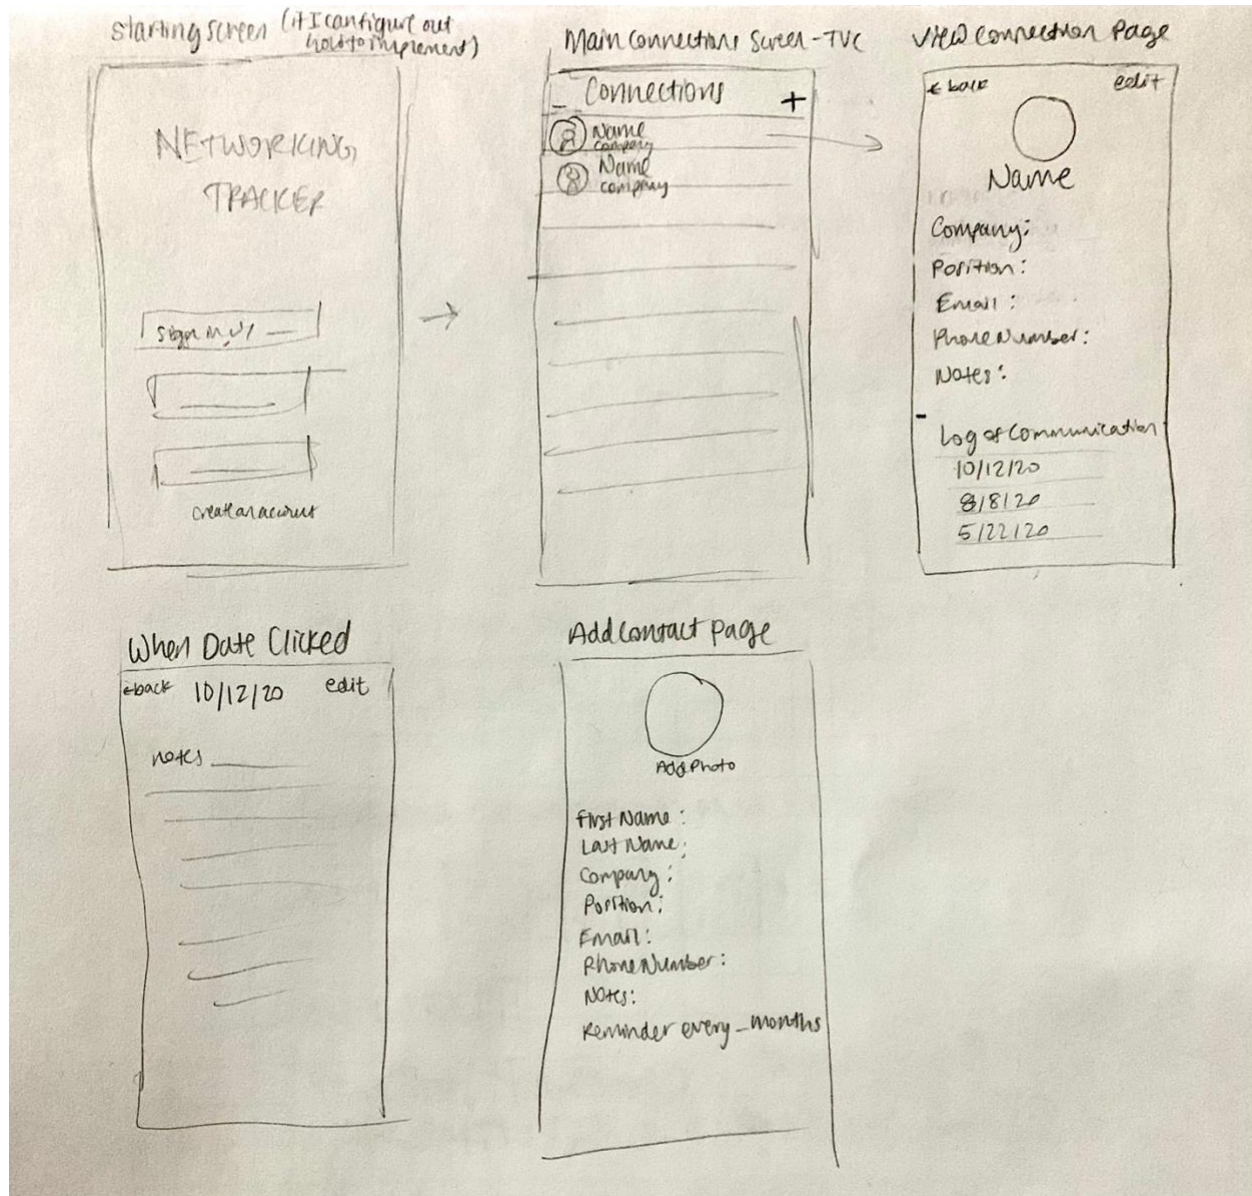 Starting Screen (if I can figure out
how to implement)
NETWORKING
TRACKER
Sign in w/
create an account
Main Connections Screen - TVC
- Connections +
Name
company
Name
company
View Connection Page
← back edit
Name
Company:
Position:
Email:
Phone Number:
Notes:
Log of Communication
10/12/20
8/8/20
5/22/20
When Date Clicked
←back 10/12/20 edit
notes
Add Contact Page
Add Photo
First Name:
Last Name:
Company:
Position:
Email:
Phone Number:
Notes:
Reminder every _ months